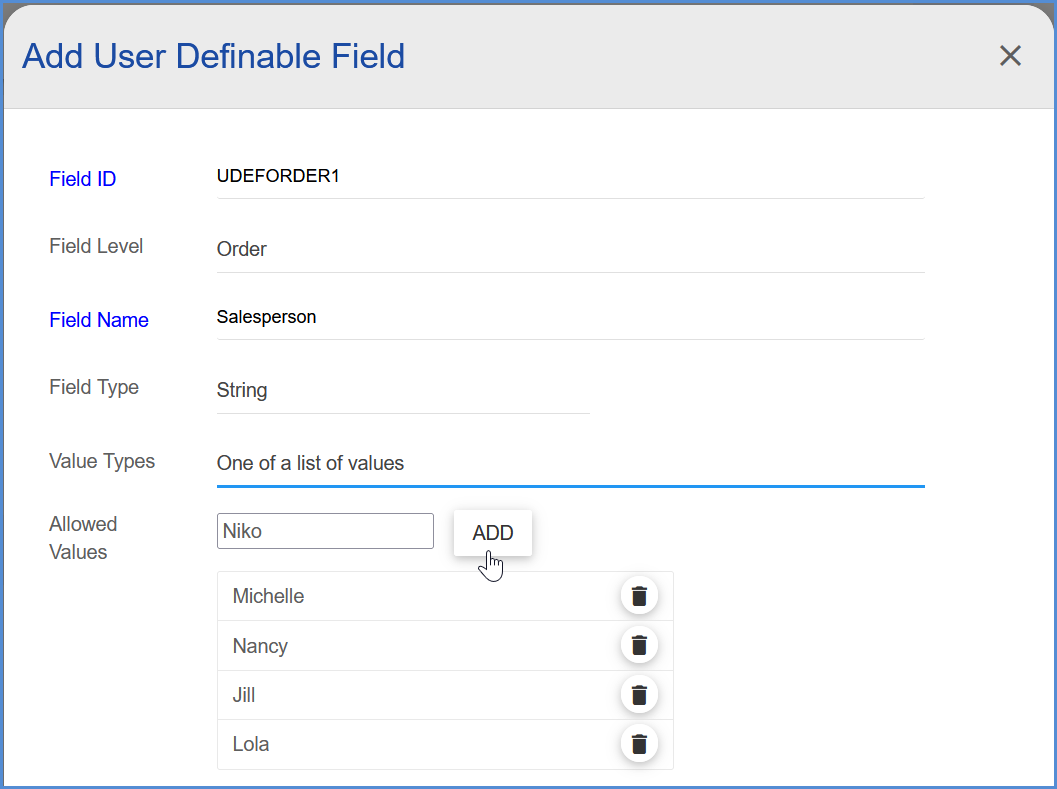 Add User Definable Field
Field ID UDEFORDER1
Field Level Order
Field Name Salesperson
Field Type String
Value Types One of a list of values
Allowed Values Niko ADD
Michelle
Nancy
Jill
Lola